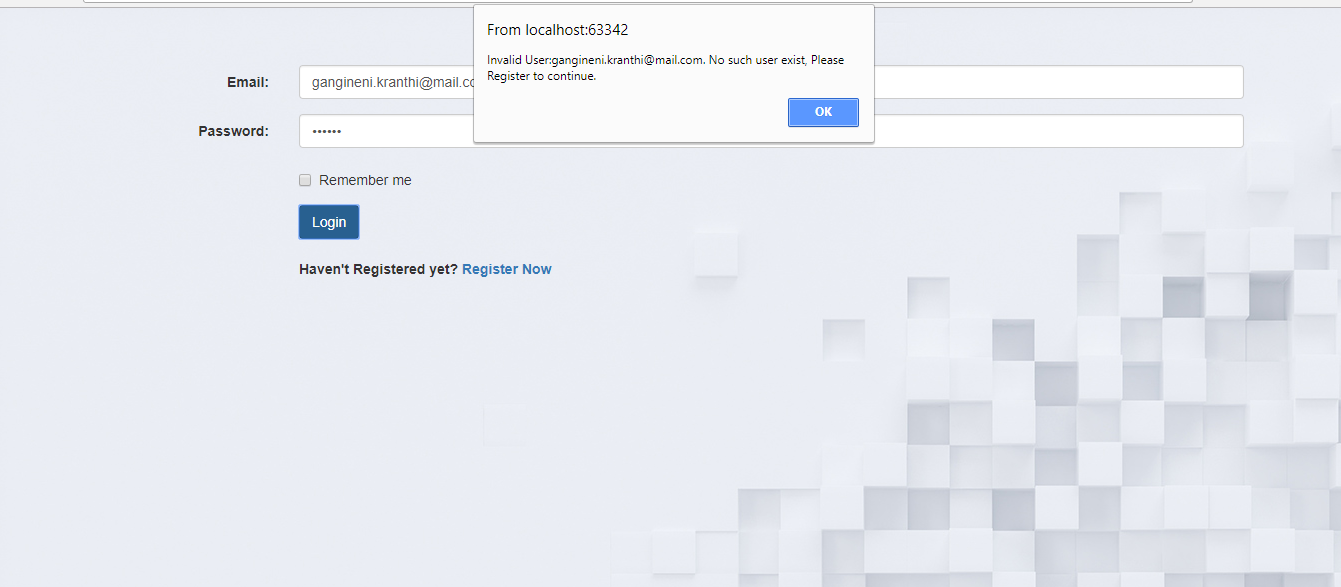 From localhost:63342
Invalid User:gangineni.kranthi@mail.com. No such user exist, Please
Register to continue.
OK
Email:
gangineni.kranthi@mail.co
Password:
••••••
Remember me
Login
Haven't Registered yet? Register Now